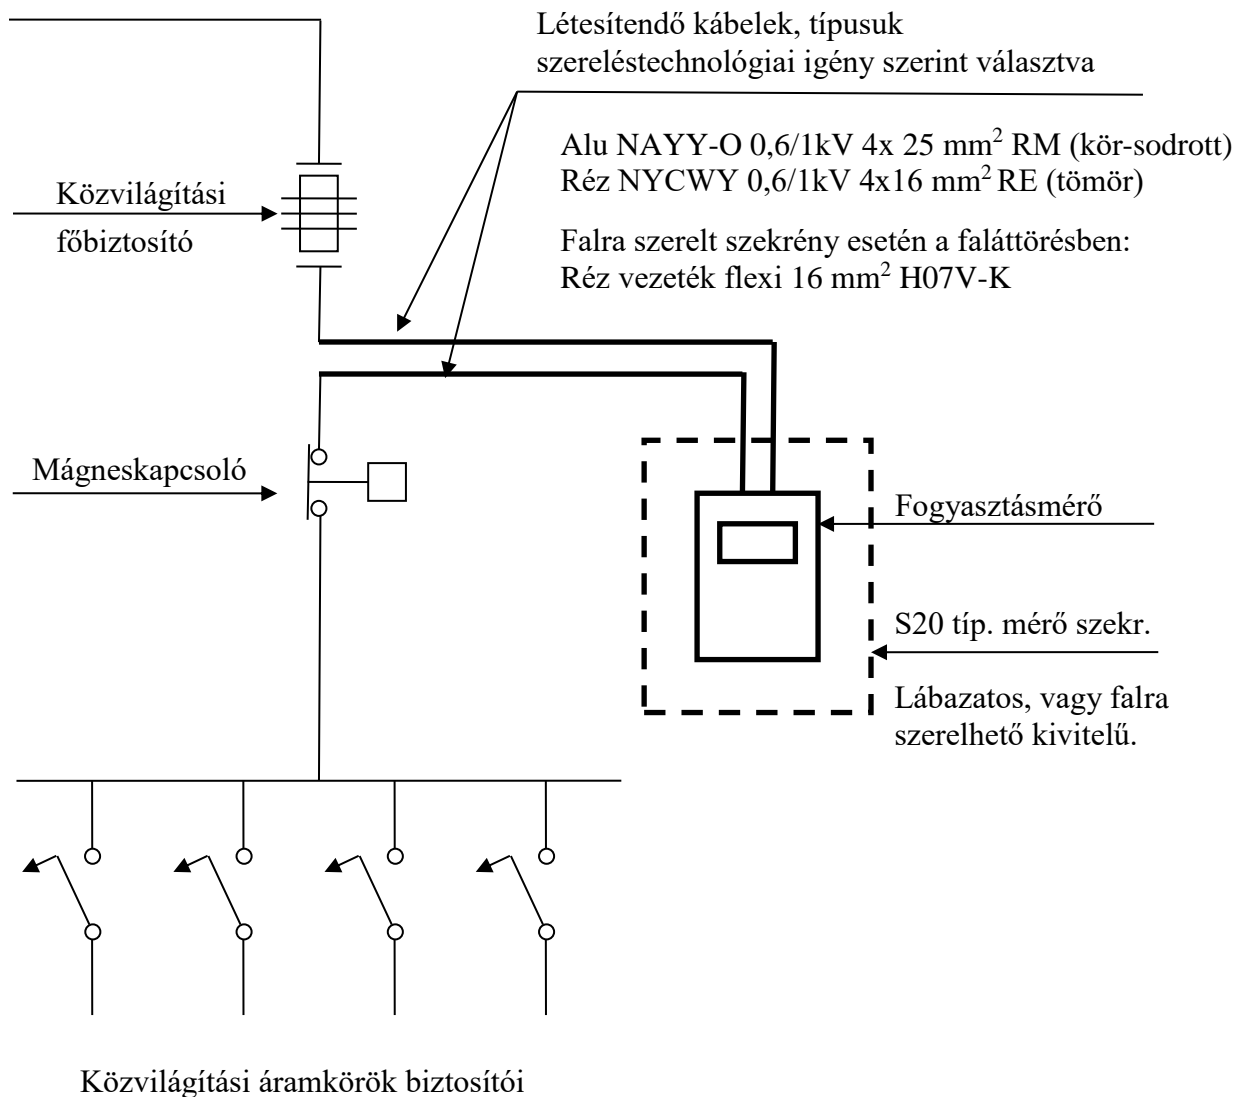 Létesítendő kábelek, típusuk
szereléstechnológiai igény szerint választva
Alu NAYY-O 0,6/1kV 4x 25 mm² RM (kör-sodrott)
Réz NYCWY 0,6/1kV 4x16 mm² RE (tömör)
Közvilágítási
főbiztosító
Falra szerelt szekrény esetén a faláttörésben:
Réz vezeték flexi 16 mm² H07V-K
Mágneskapcsoló
Fogyasztásmérő
S20 típ. mérő szekr.
Lábazatos, vagy falra
szerelhető kivitelű.
Közvilágítási áramkörök biztosítói